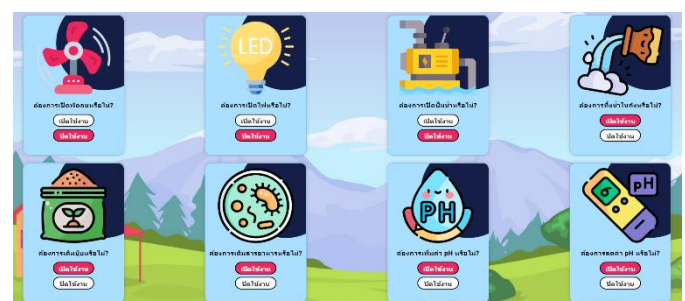 LED
ต้องการเปิดพัดลมหรือไม่?
เปิดใช้งาน
ปิดใช้งาน
ต้องการเปิดไฟหรือไม่?
เปิดใช้งาน
ปิดใช้งาน
ต้องการเปิดปั๊มน้ำหรือไม่?
เปิดใช้งาน
ปิดใช้งาน
ต้องการทิ้งน้ำในถังหรือไม่?
เปิดใช้งาน
ปิดใช้งาน
ต้องการเติมปุ๋ยหรือไม่?
เปิดใช้งาน
ปิดใช้งาน
ต้องการเติมสารอาหารหรือไม่?
เปิดใช้งาน
ปิดใช้งาน
PH
ต้องการเพิ่มค่า pH หรือไม่?
เปิดใช้งาน
ปิดใช้งาน
6
pH
ต้องการลดค่า pH หรือไม่?
เปิดใช้งาน
ปิดใช้งาน